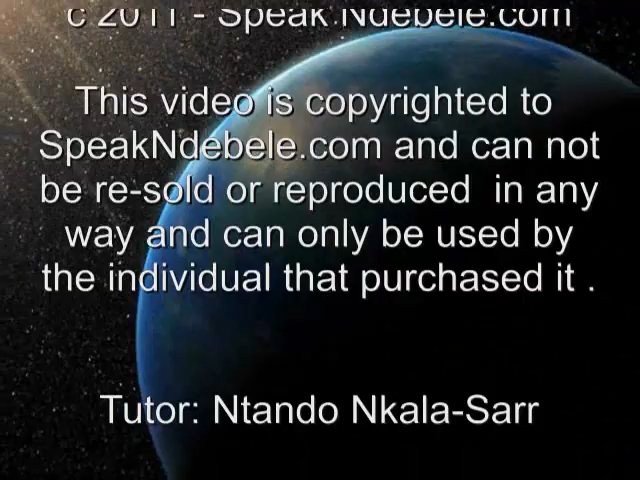 c 2011 - Speak Ndebele.com
This video is copyrighted to
SpeakNdebele.com and can not
be re-sold or reproduced  in any
way and can only be used by
the individual that purchased it .
Tutor: Ntando Nkala-Sarr